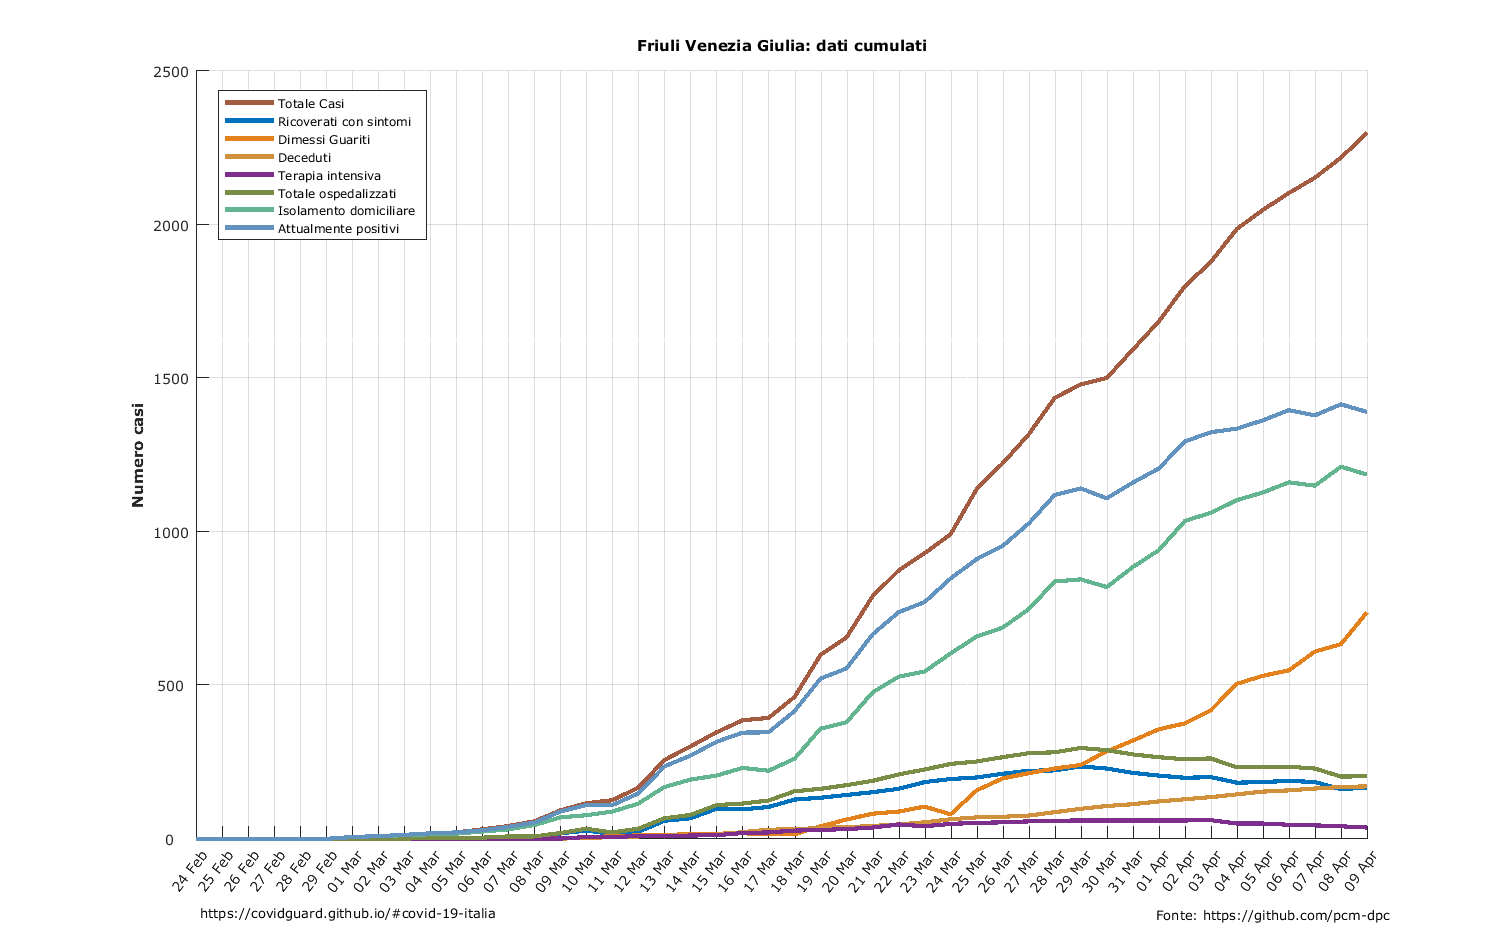 Friuli Venezia Giulia: dati cumulati
2500
2000
1500
1000
500
0
Numero casi
Totale Casi
Ricoverati con sintomi
Dimessi Guariti
Deceduti
Terapia intensiva
Totale ospedalizzati
Isolamento domiciliare
Attualmente positivi
24 Feb
25 Feb
26 Feb
27 Feb
28 Feb
29 Feb
01 Mar
02 Mar
03 Mar
04 Mar
05 Mar
06 Mar
07 Mar
08 Mar
09 Mar
10 Mar
11 Mar
12 Mar
13 Mar
14 Mar
15 Mar
16 Mar
17 Mar
18 Mar
19 Mar
20 Mar
21 Mar
22 Mar
23 Mar
24 Mar
25 Mar
26 Mar
27 Mar
28 Mar
29 Mar
30 Mar
31 Mar
01 Apr
02 Apr
03 Apr
04 Apr
05 Apr
06 Apr
07 Apr
08 Apr
09 Apr
https://covidguard.github.io/#covid-19-italia
Fonte: https://github.com/pcm-dpc